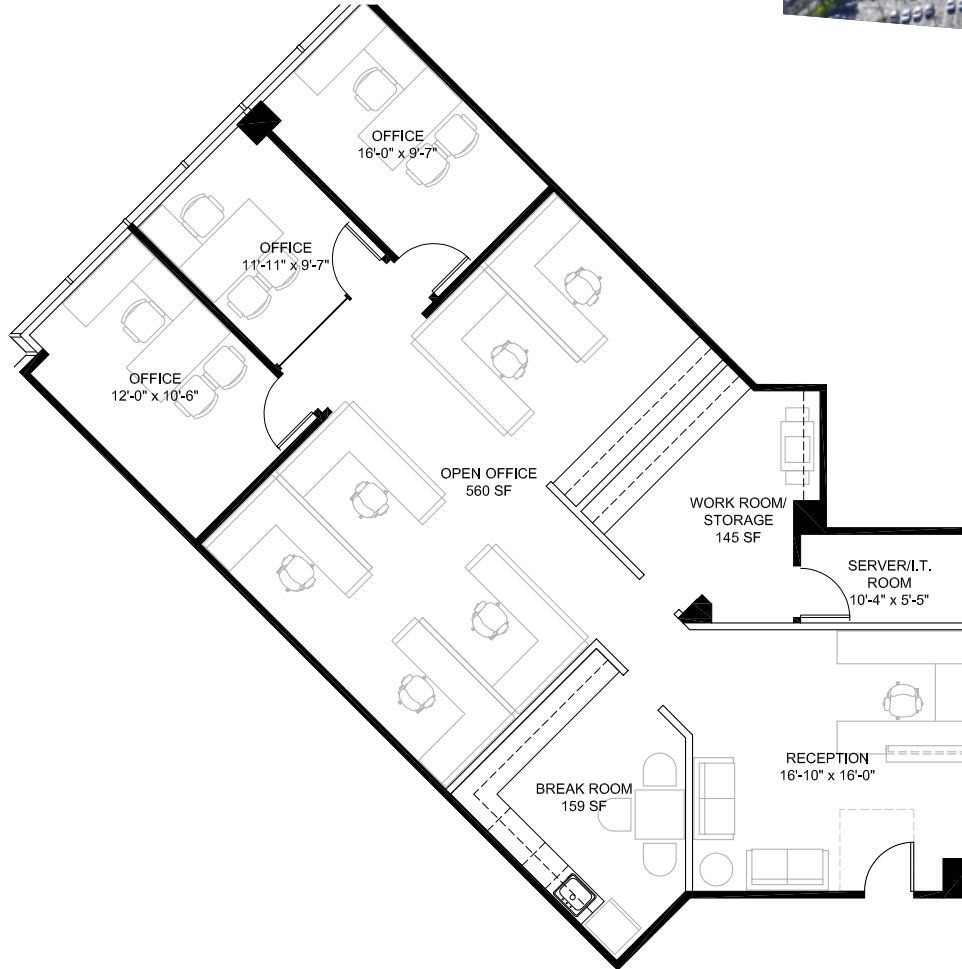 OFFICE
16'-0" x 9'-7"
OFFICE
11'-11" x 9'-7"
OFFICE
12'-0" x 10'-6"
OPEN OFFICE
560 SF
WORK ROOM/
STORAGE
145 SF
SERVER/I.T.
ROOM
10'-4" x 5'-5"
RECEPTION
16'-10" x 16'-0"
BREAK ROOM
159 SF